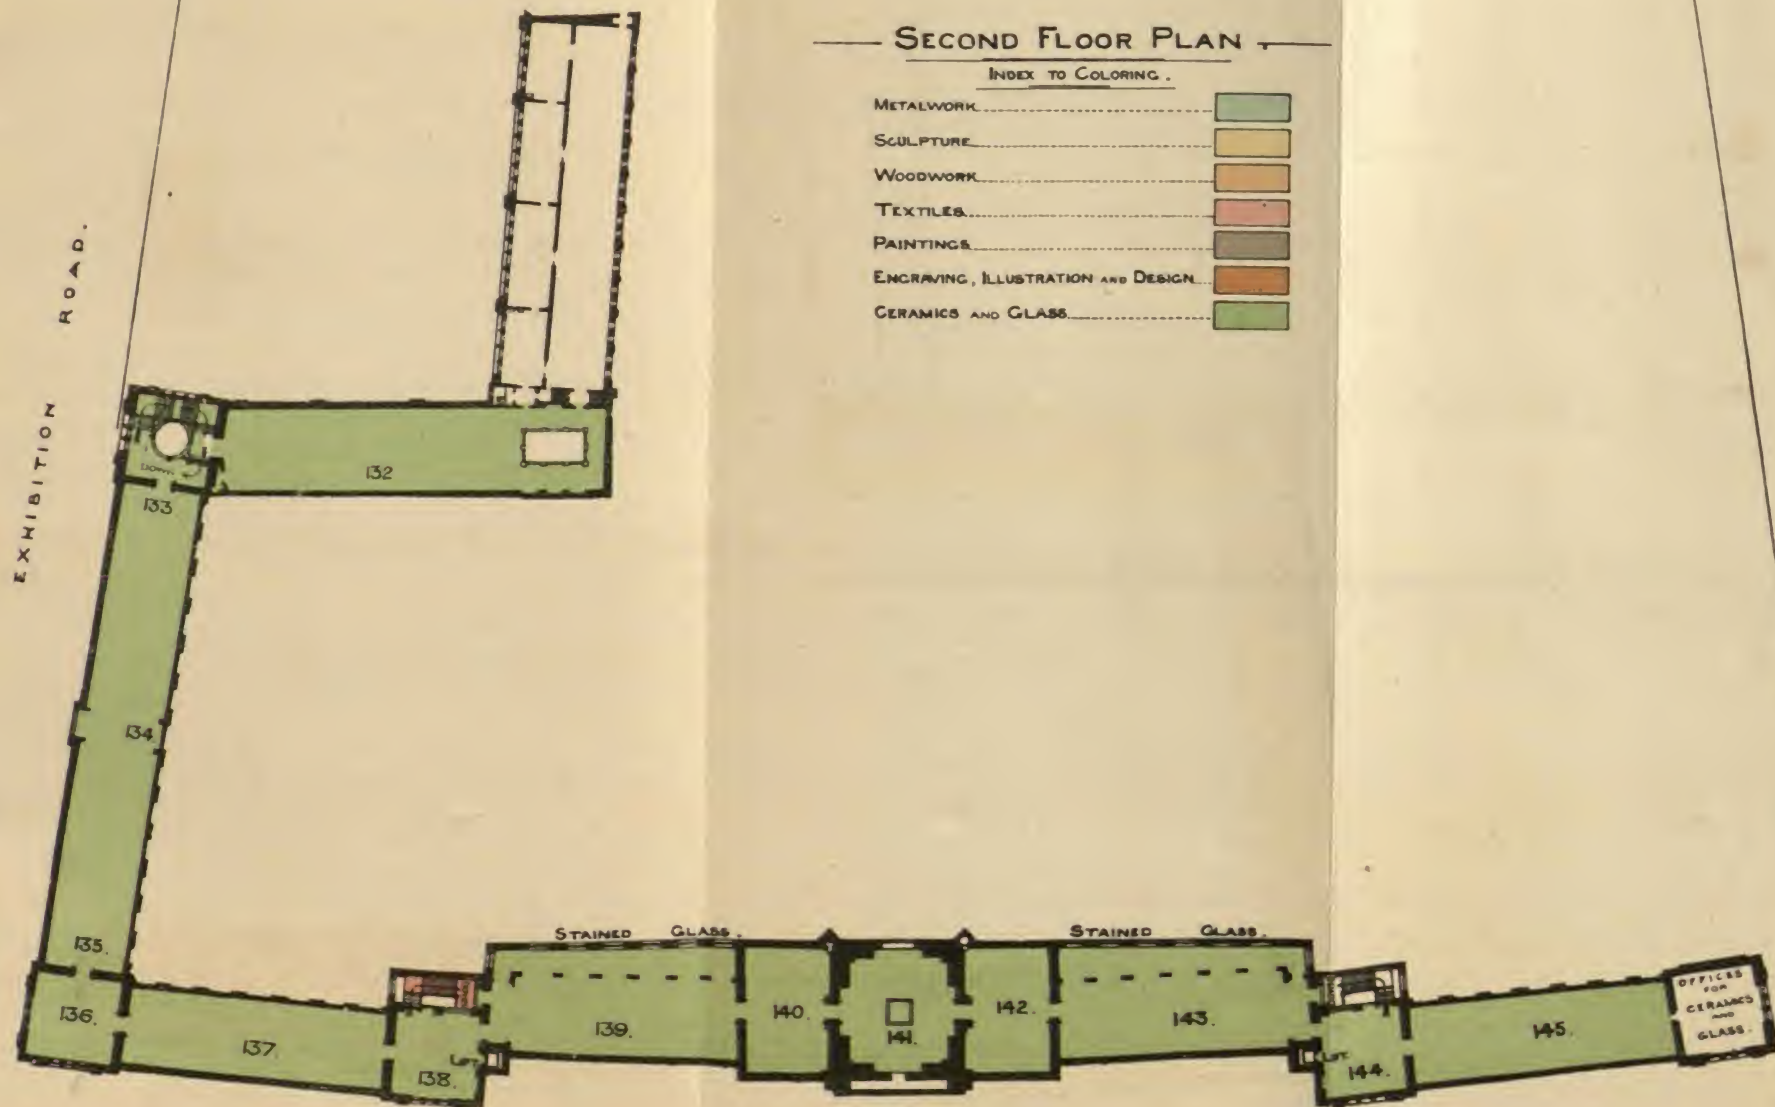 SECOND FLOOR PLAN.
INDEX TO COLORING.
METALWORK
SCULPTURE
WOODWORK
TEXTILES
PAINTINGS
ENGRAVING, ILLUSTRATION AND DESIGN
CERAMICS AND GLASS
EXHIBITION ROAD.
DOWN
132
133
134.
135.
136.
137.
138.
LIFT
STAINED GLASS.
139.
140.
141.
142.
STAINED GLASS.
143.
LIFT
144.
145.
OFFICES
FOR
CERAMICS
AND
GLASS.